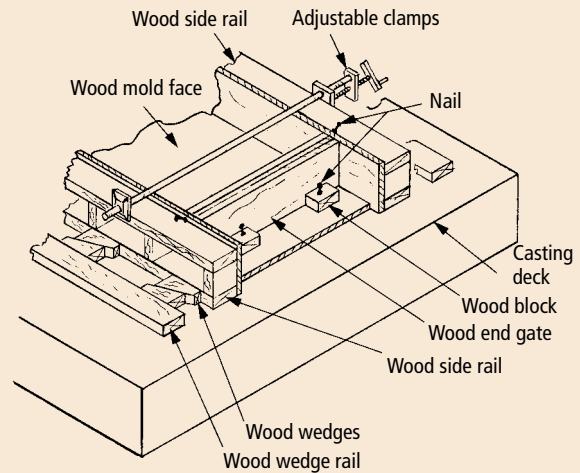 Wood side rail
Adjustable clamps
Wood mold face
Nail
Casting
deck
Wood block
Wood end gate
Wood side rail
Wood wedges
Wood wedge rail